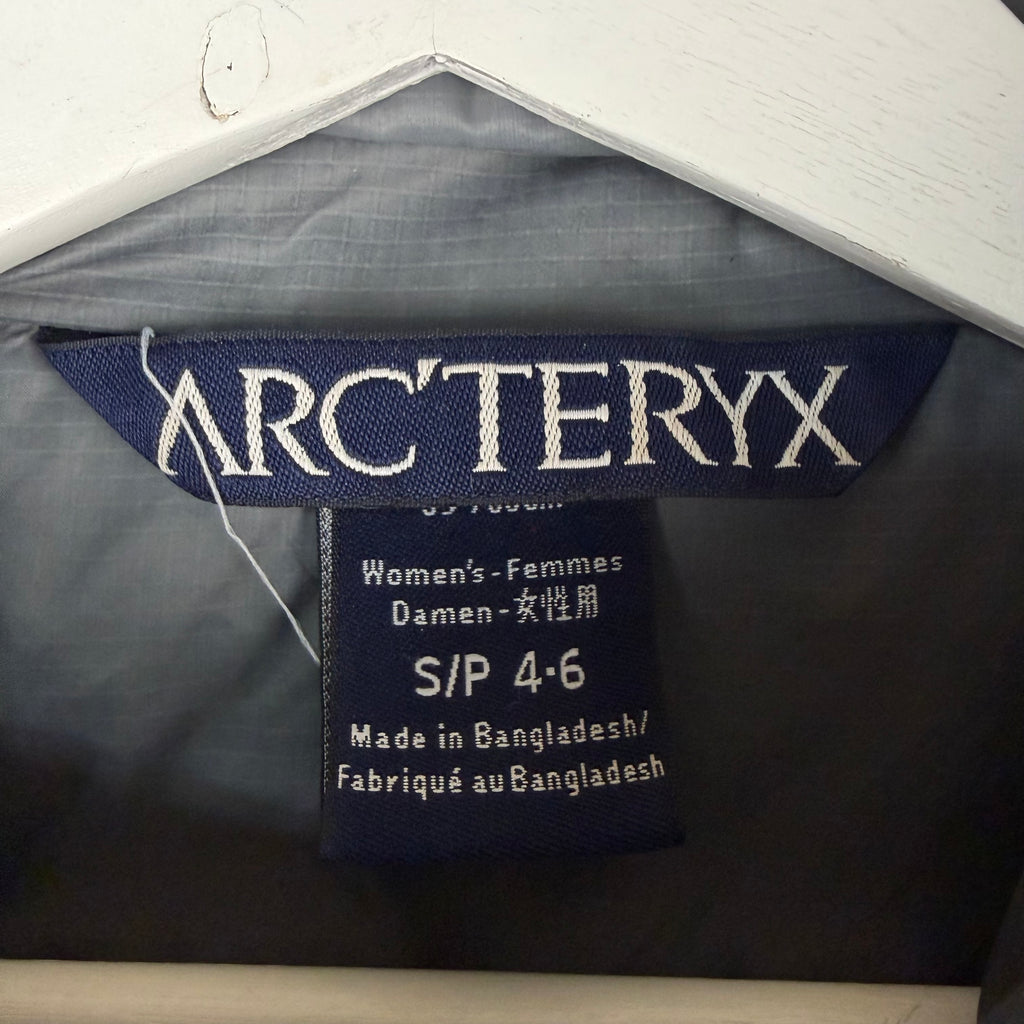 ARC'TERYX
Women's-Femmes
Damen-女性用
S/P 4·6
Made in Bangladesh/
Fabriqué au Bangladesh